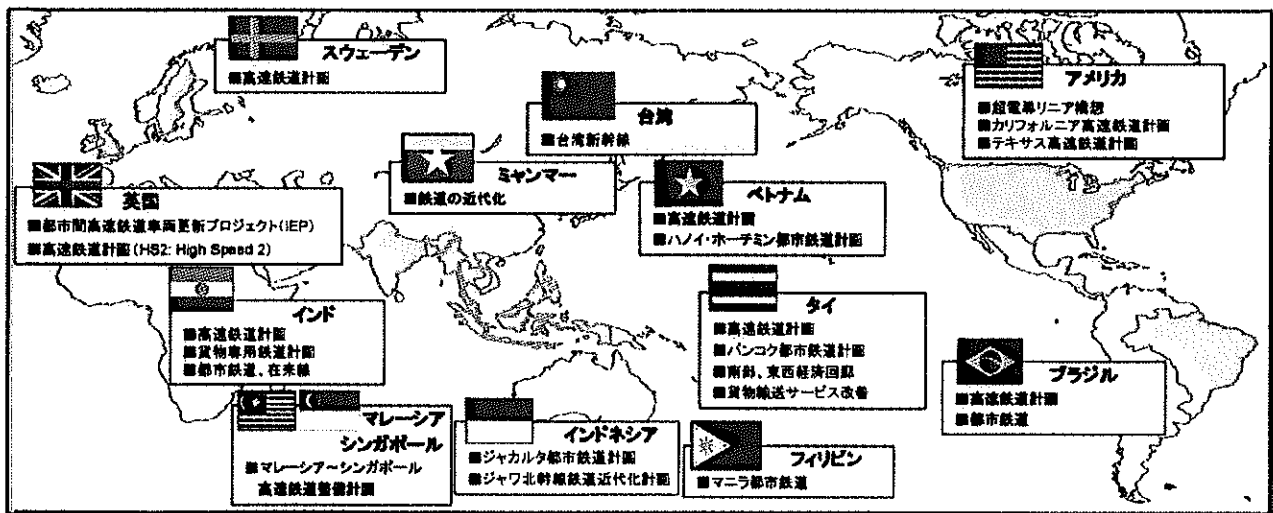 スウェーデン
■高速鉄道計画
台湾
■台湾新幹線
アメリカ
■超電導リニア構想
■カリフォルニア高速鉄道計画
■テキサス高速鉄道計画
ミャンマー
■鉄道の近代化
ベトナム
■高速鉄道計画
■ハノイ・ホーチミン都市鉄道計画
英国
■都市間高速鉄道車両更新プロジェクト(IEP)
■高速鉄道計画(HS2: High Speed 2)
インド
■高速鉄道計画
■貨物専用鉄道計画
■都市鉄道、在来線
タイ
■高速鉄道計画
■バンコク都市鉄道計画
■南部、東西経済回廊
■貨物輸送サービス改善
ブラジル
■高速鉄道計画
■都市鉄道
マレーシア
シンガポール
■マレーシア～シンガポール
高速鉄道整備計画
インドネシア
■ジャカルタ都市鉄道計画
■ジャワ北幹線鉄道近代化計画
フィリピン
■マニラ都市鉄道